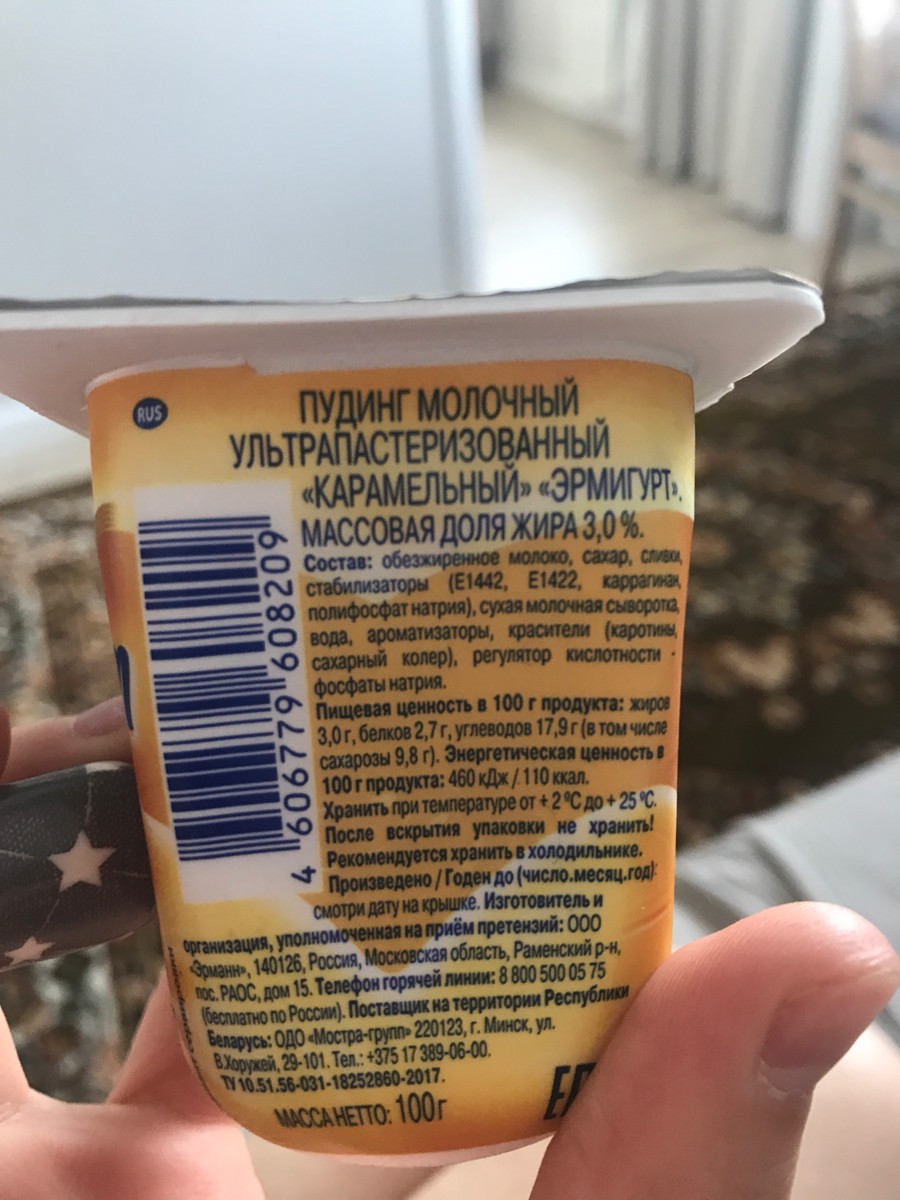 RUS
ПУДИНГ МОЛОЧНЫЙ
УЛЬТРАПАСТЕРИЗОВАННЫЙ
«КАРАМЕЛЬНЫЙ» «ЭРМИГУРТ».
МАССОВАЯ ДОЛЯ ЖИРА 3,0 %.
Состав: обезжиренное молоко, сахар, сливки,
стабилизаторы (Е1442, Е1422, каррагинан,
полифосфат натрия), сухая молочная сыворотка,
вода, ароматизаторы, красители (каротины,
сахарный колер), регулятор кислотности -
фосфаты натрия.
Пищевая ценность в 100 г продукта: жиров
3,0 г, белков 2,7 г, углеводов 17,9 г (в том числе
сахарозы 9,8 г). Энергетическая ценность в
100 г продукта: 460 кДж / 110 ккал.
Хранить при температуре от + 2 °С до + 25 °С.
После вскрытия упаковки не хранить!
Рекомендуется хранить в холодильнике.
Произведено / Годен до (число.месяц.год):
смотри дату на крышке. Изготовитель и
организация, уполномоченная на приём претензий: ООО
«Эрманн», 140126, Россия, Московская область, Раменский р-н,
пос. РАОС, дом 15. Телефон горячей линии: 8 800 500 05 75
(бесплатно по России). Поставщик на территории Республики
Беларусь: ОДО «Мостра-групп» 220123, г. Минск, ул.
В.Хоружей, 29-101. Тел.: +375 17 389-06-00.
ТУ 10.51.56-031-18252860-2017.
МАССА НЕТТО: 100г
4 606779 608209